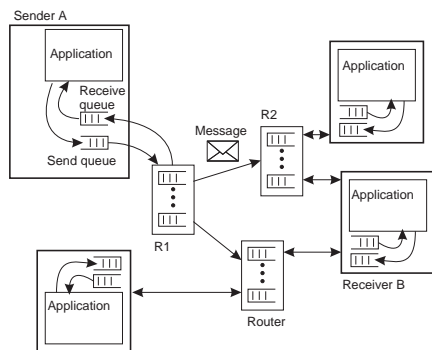 Sender A
Application
Receive
queue
Send queue
Message
R1
R2
Application
Application
Receiver B
Application
Router